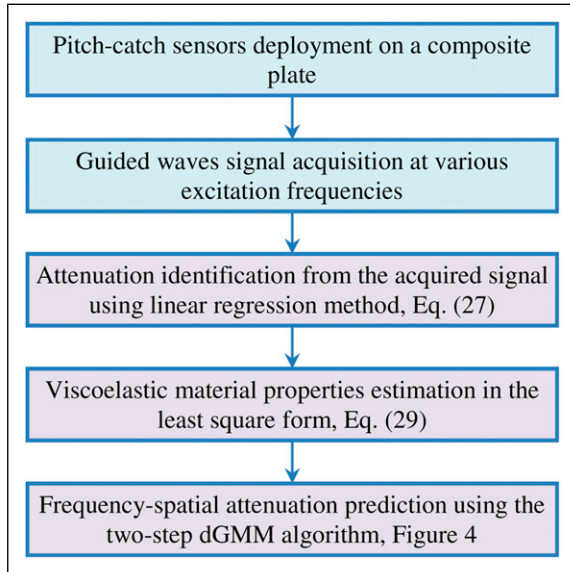 Pitch-catch sensors deployment on a composite
plate
Guided waves signal acquisition at various
excitation frequencies
Attenuation identification from the acquired signal
using linear regression method, Eq. (27)
Viscoelastic material properties estimation in the
least square form, Eq. (29)
Frequency-spatial attenuation prediction using the
two-step dGMM algorithm, Figure 4